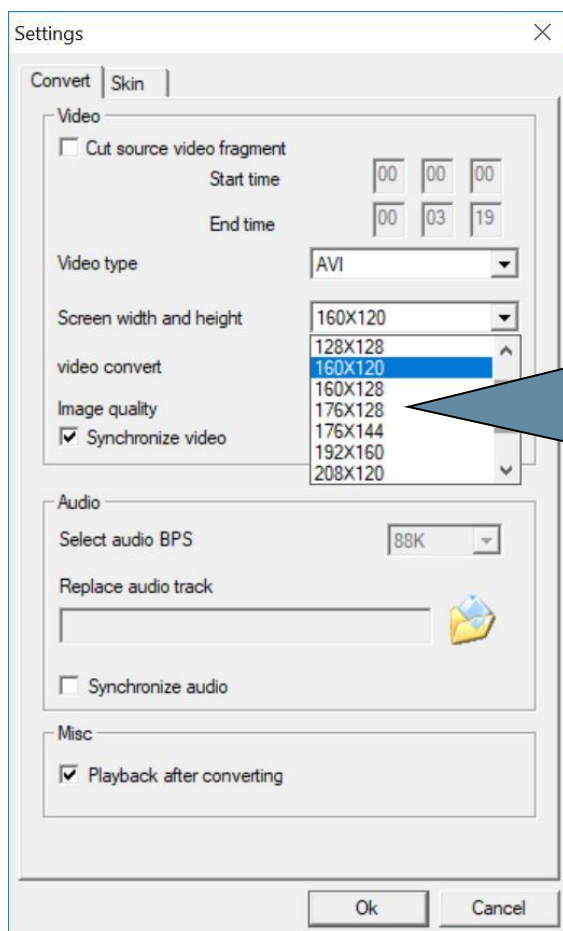 Settings
Convert Skin
Video
Cut source video fragment
Start time 00 00 00
End time 00 03 19
Video type AVI
Screen width and height 160X120
128X128
video convert 160X120
160X128
Image quality 176X128
Synchronize video 176X144
192X160
208X120
Audio
Select audio BPS 88K
Replace audio track
Synchronize audio
Misc
Playback after converting
Ok Cancel